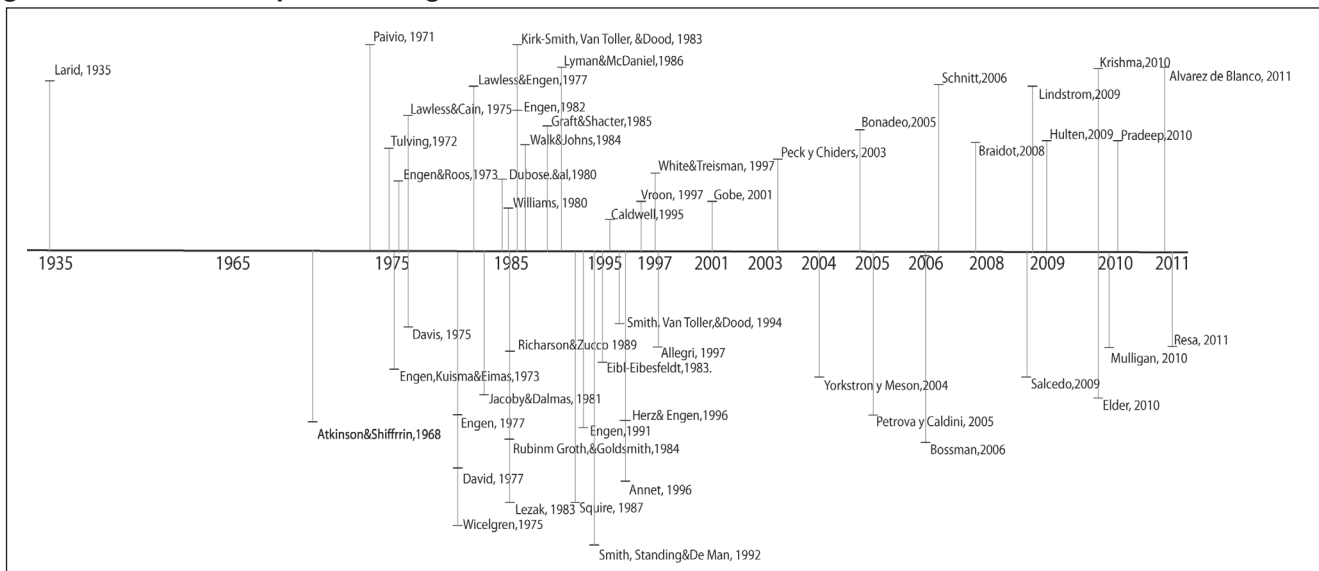 Larid, 1935
Paivio, 1971
Kirk-Smith, Van Toller, &Dood, 1983
Lyman&McDaniel,1986
Lawless&Engen,1977
Lawless&Cain, 1975
Engen,1982
Graft&Shacter,1985
Tulving,1972
Walk&Johns,1984
Engen&Roos,1973
Dubose.&al,1980
Williams, 1980
White&Treisman, 1997
Vroon, 1997
Caldwell,1995
Gobe, 2001
Peck y Chiders, 2003
Bonadeo,2005
Schnitt,2006
Braidot,2008
Lindstrom,2009
Hulten,2009
Krishma,2010
Pradeep,2010
Alvarez de Blanco, 2011
1935 1965 1975 1985 1995 1997 2001 2003 2004 2005 2006 2008 2009 2010 2011
Davis, 1975
Engen,Kuisma&Eimas,1973
Atkinson&Shiffrrin,1968
Richarson&Zucco 1989
Jacoby&Dalmas, 1981
Engen, 1977
Rubinm Groth,&Goldsmith,1984
David, 1977
Lezak, 1983
Wicelgren,1975
Smith, Van Toller,&Dood, 1994
Allegri, 1997
Eibl-Eibesfeldt,1983.
Herz& Engen,1996
Engen,1991
Annet, 1996
Squire, 1987
Smith, Standing&De Man, 1992
Yorkstron y Meson,2004
Petrova y Caldini, 2005
Bossman,2006
Salcedo,2009
Mulligan, 2010
Elder, 2010
Resa, 2011